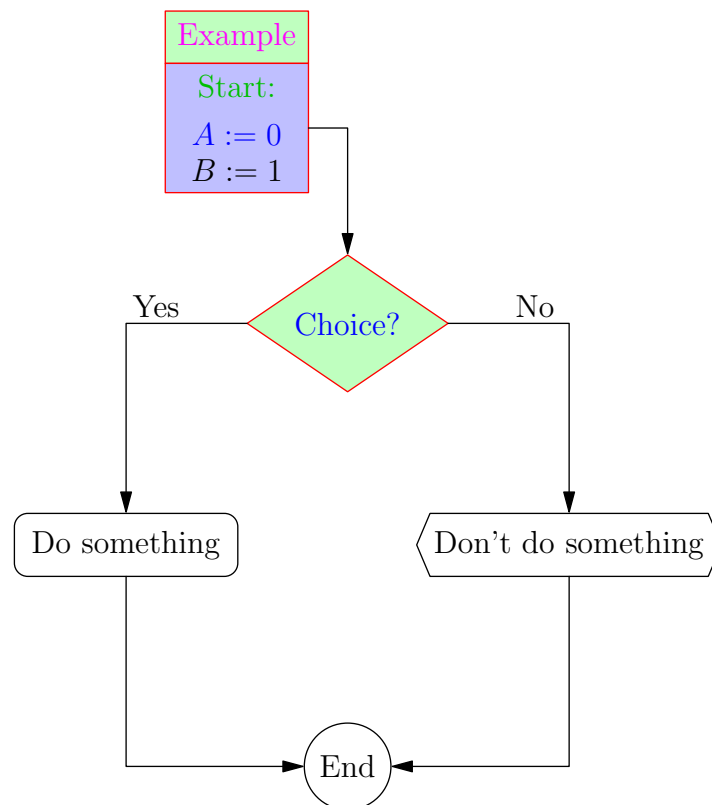 Example
Start:
A := 0
B := 1
Yes
No
Choice?
Do something
Don't do something
End